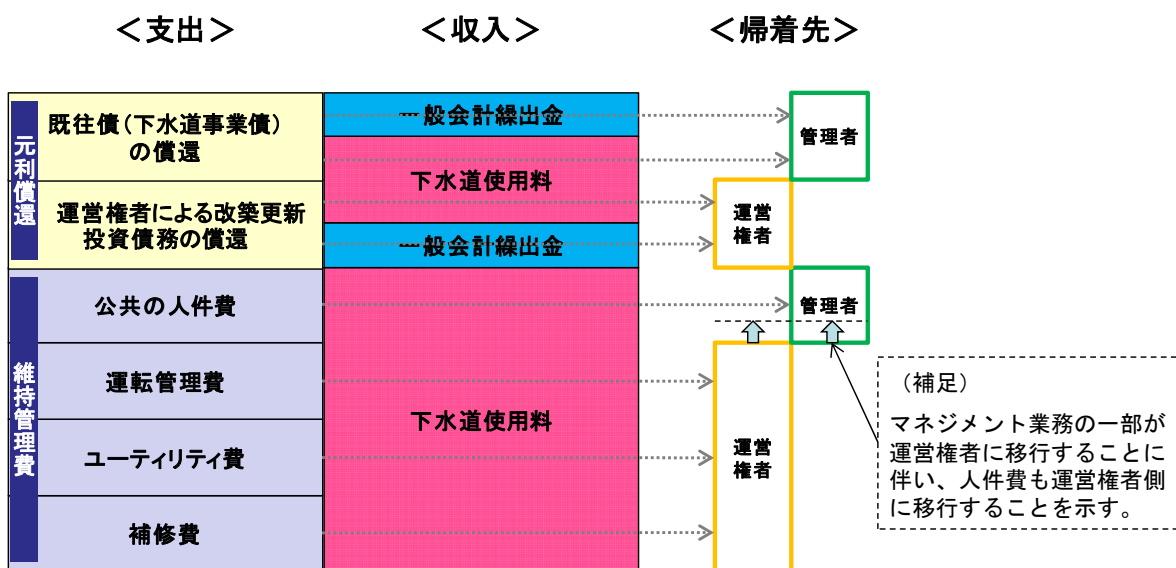 ＜支出＞
＜収入＞
＜帰着先＞
元利償還
既往債（下水道事業債）
の償還
一般会計繰出金
管理者
下水道使用料
運営権者による改築更新
投資債務の償還
一般会計繰出金
運営
権者
維持管理費
公共の人件費
管理者
運転管理費
ユーティリティ費
補修費
下水道使用料
運営
権者
（補足）
マネジメント業務の一部が
運営権者に移行することに
伴い、人件費も運営権者側
に移行することを示す。